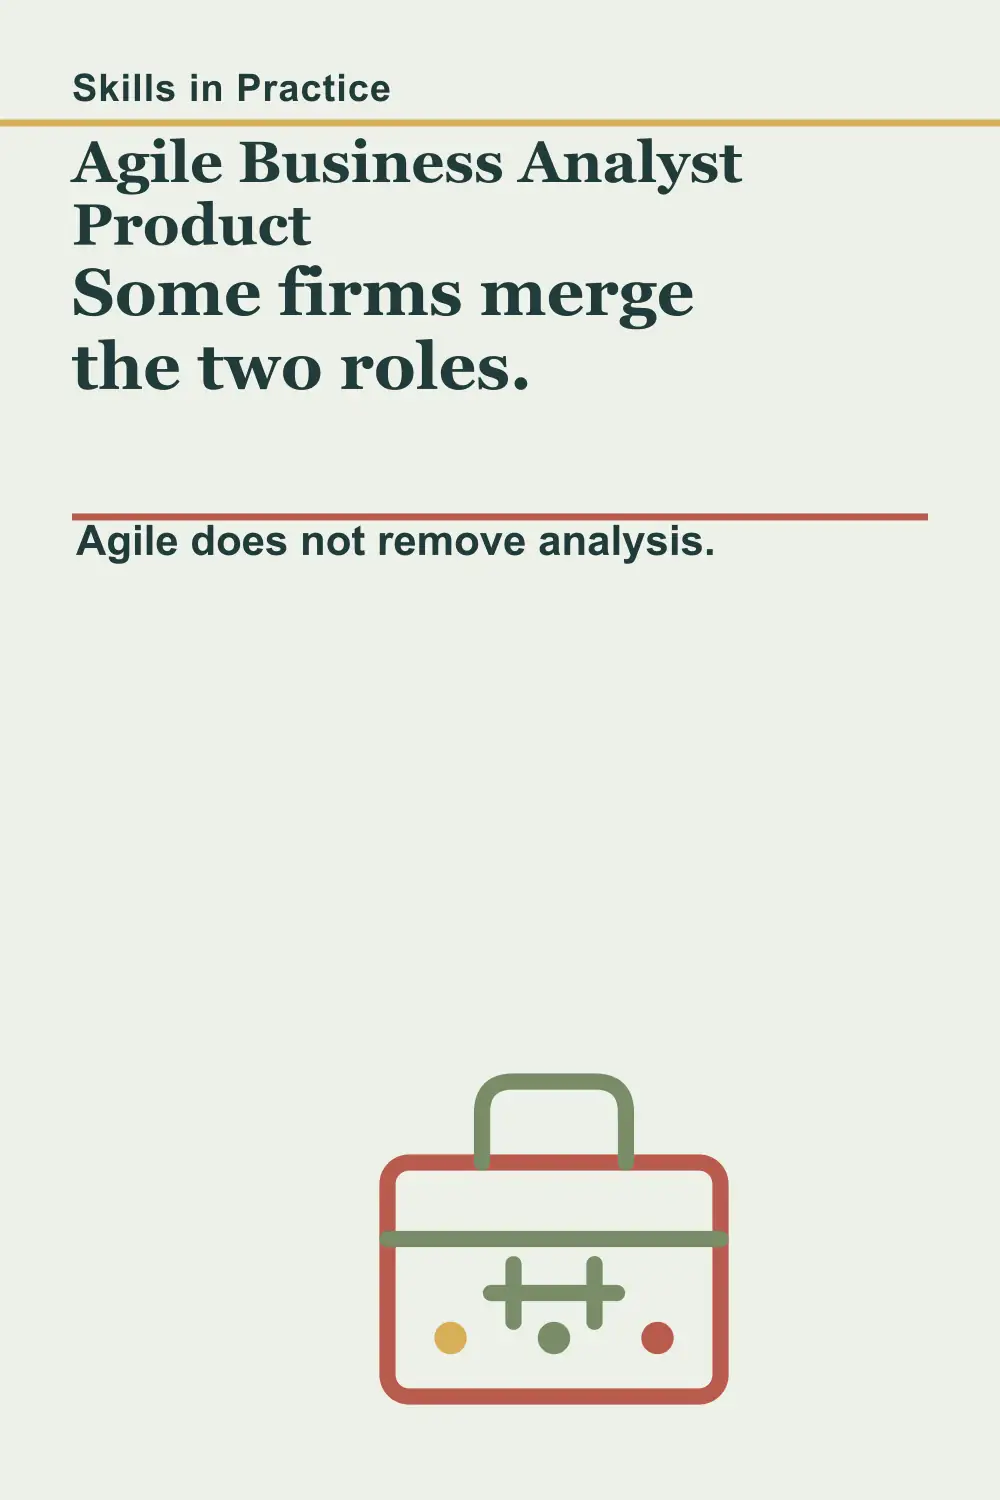 Skills in Practice
Agile Business Analyst
Product
Some firms merge
the two roles.
Agile does not remove analysis.